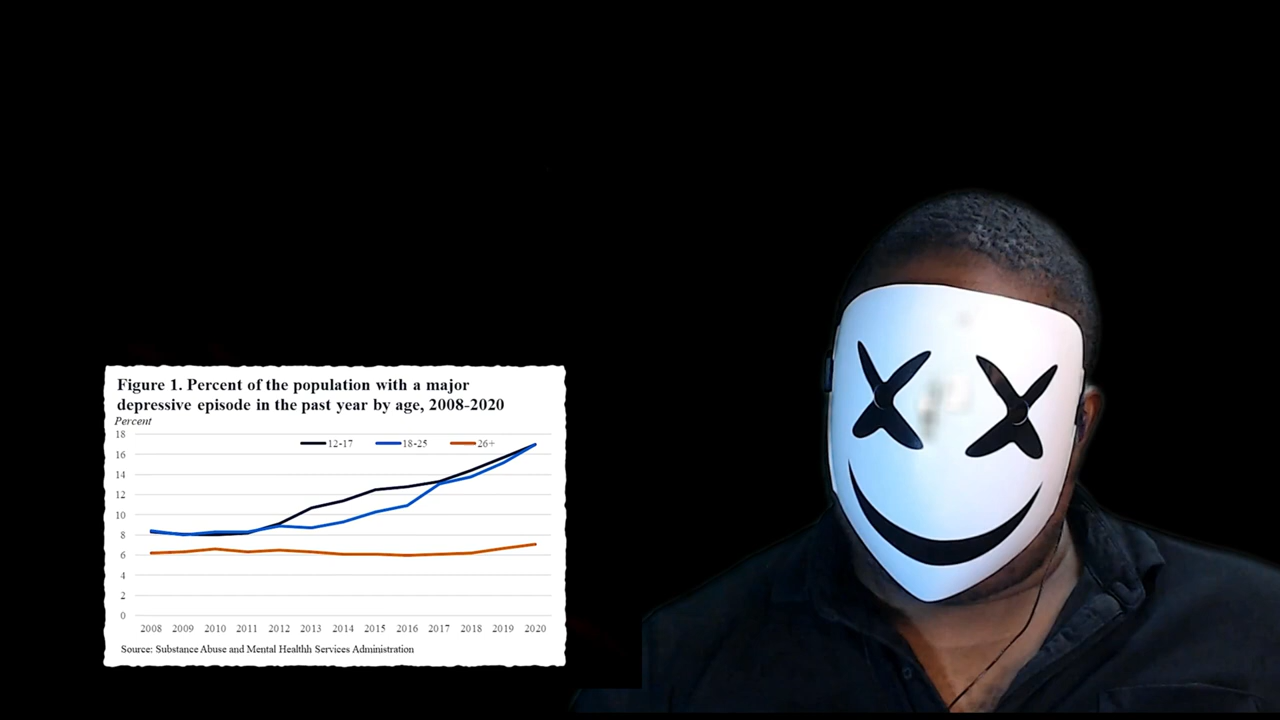 Figure 1. Percent of the population with a major
depressive episode in the past year by age, 2008-2020
Percent
12-17 18-25 26+
18
16
14
12
10
8
6
4
2
0
2008 2009 2010 2011 2012 2013 2014 2015 2016 2017 2018 2019 2020
Source: Substance Abuse and Mental Healthh Services Administration